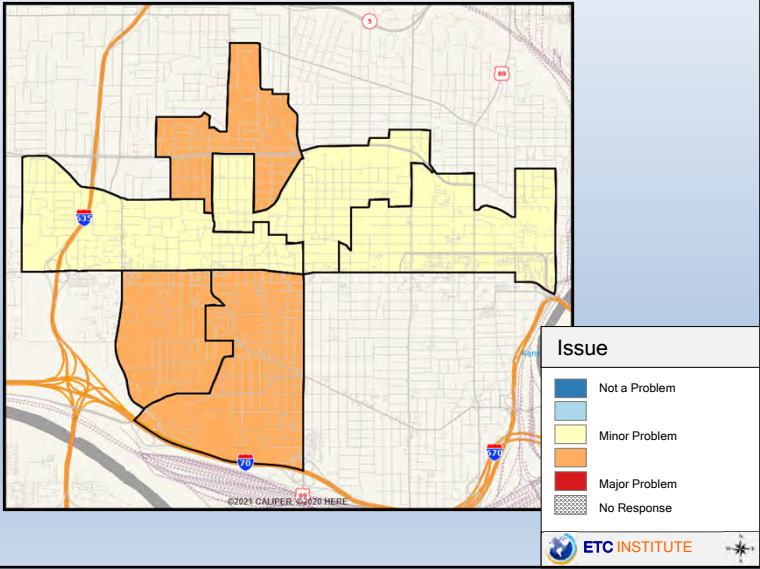 5
69
635
Issue
Not a Problem
Minor Problem
Major Problem
No Response
670
70
69
©2021 CALIPER; ©2020 HERE
ETC INSTITUTE